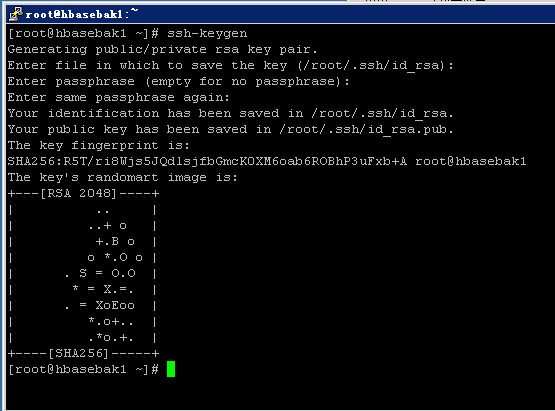 root@hbasebak1:~
[root@hbasebak1 ~]# ssh-keygen
Generating public/private rsa key pair.
Enter file in which to save the key (/root/.ssh/id_rsa):
Enter passphrase (empty for no passphrase):
Enter same passphrase again:
Your identification has been saved in /root/.ssh/id_rsa.
Your public key has been saved in /root/.ssh/id_rsa.pub.
The key fingerprint is:
SHA256:R5T/ri8Wjs5JQdlsjfbGmcKOXM6oab6ROBhP3uFxb+A root@hbasebak1
The key's randomart image is:
+---[RSA 2048]----+
|           ..    |
|          ..+ o  |
|           +.B o |
|          o *.O o |
|       . S = O.O  |
|        * = X.=.  |
|       . = XoEoo  |
|          *.o+..  |
|          .*o.+.  |
+----[SHA256]-----+
[root@hbasebak1 ~]#